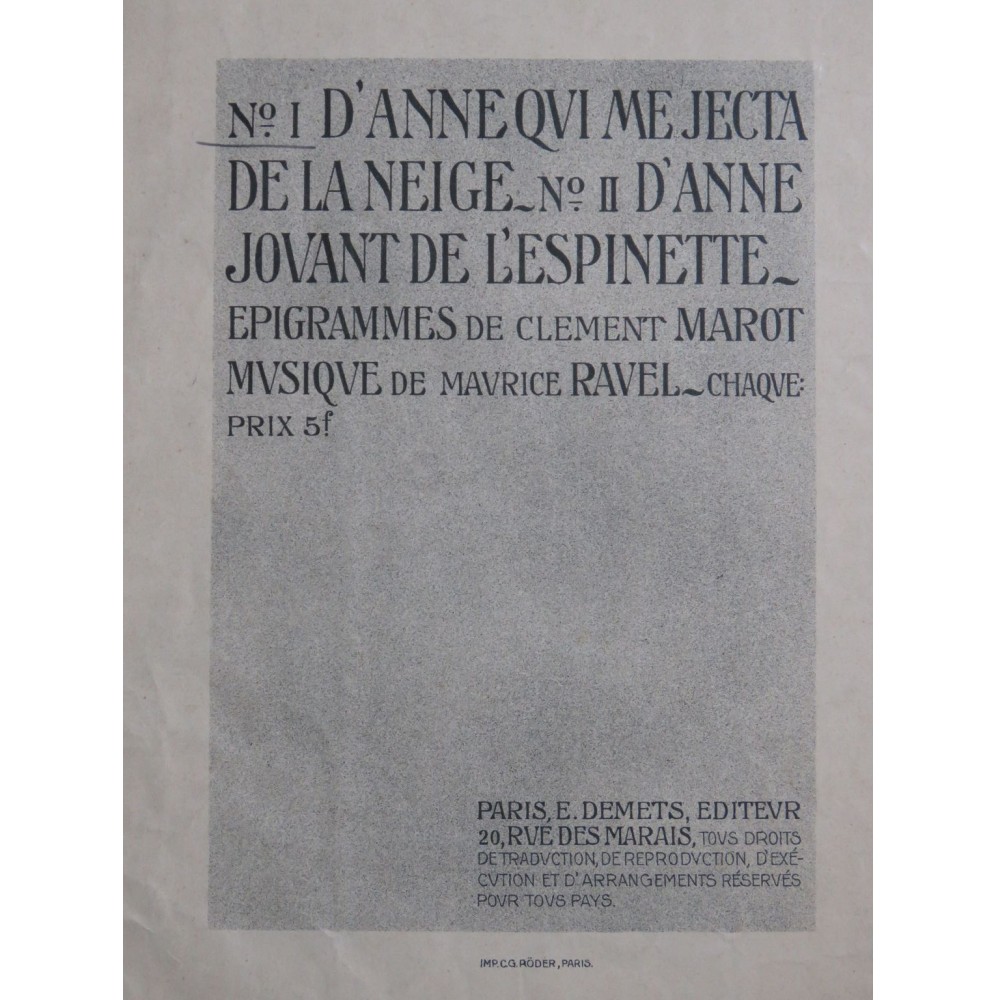 Nº I D'ANNE QVI ME JECTA
DE LA NEIGE~Nº II D'ANNE
JOVANT DE L'ESPINETTE~
EPIGRAMMES DE CLEMENT MAROT
MVSIQVE DE MAVRICE RAVEL~CHAQVE:
PRIX 5f
PARIS, E. DEMETS, EDITEVR
20, RVE DES MARAIS, TOVS DROITS
DE TRADVCTION, DE REPRODVCTION, D'EXÉ-
CVTION ET D'ARRANGEMENTS RÉSERVÉS
POVR TOVS PAYS.
IMP. C.G. RÖDER, PARIS.